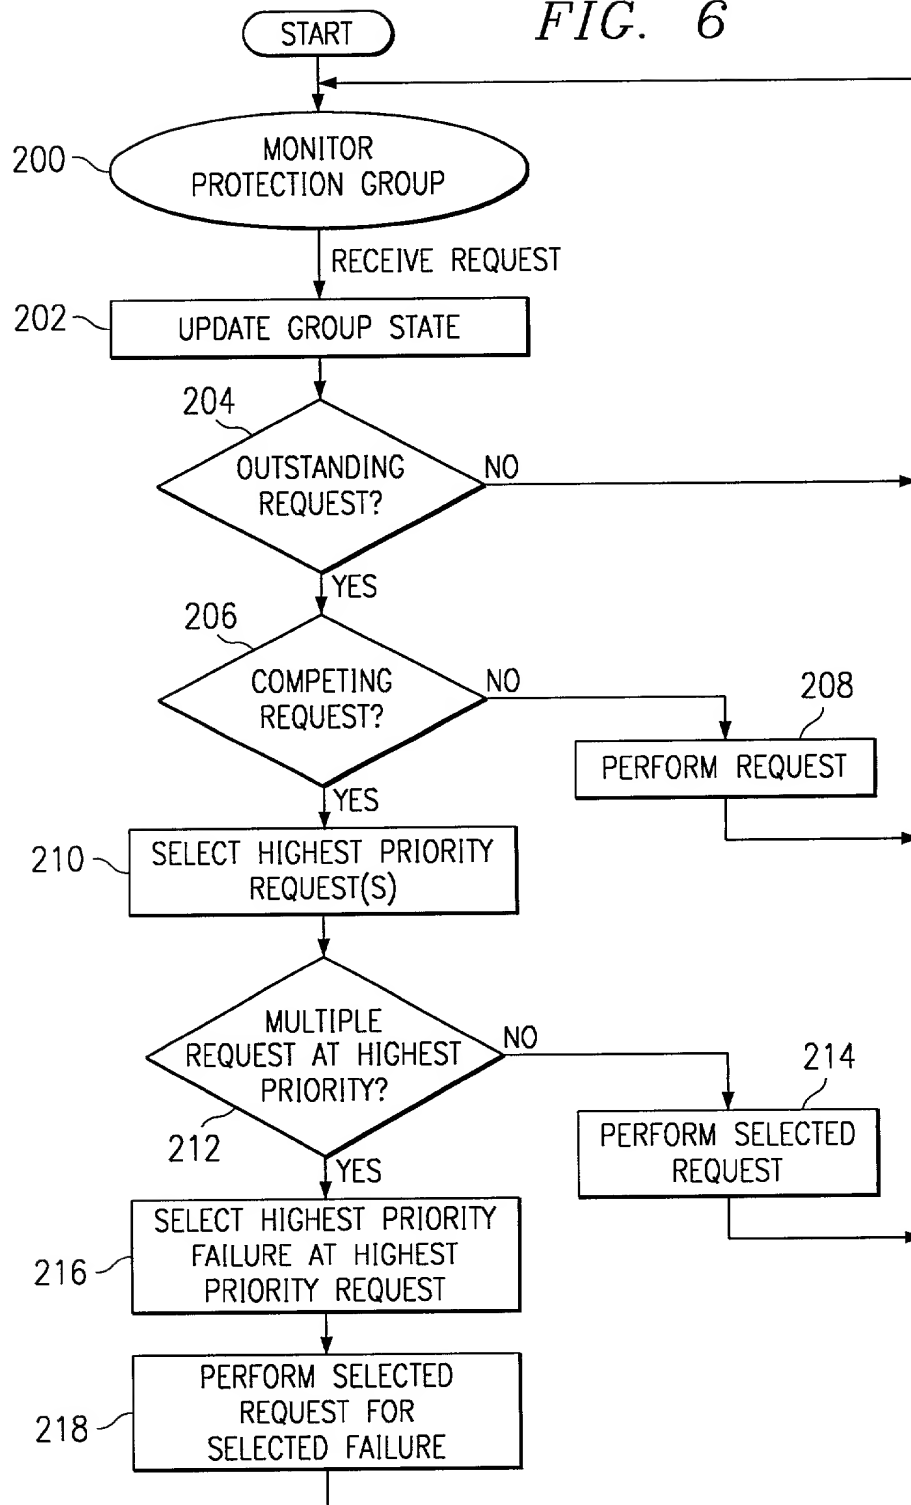 FIG. 6
START
200
MONITOR
PROTECTION GROUP
RECEIVE REQUEST
202
UPDATE GROUP STATE
204
OUTSTANDING
REQUEST?
NO
YES
206
COMPETING
REQUEST?
NO
208
PERFORM REQUEST
YES
210
SELECT HIGHEST PRIORITY
REQUEST(S)
MULTIPLE
REQUEST AT HIGHEST
PRIORITY?
NO
212
214
PERFORM SELECTED
REQUEST
YES
216
SELECT HIGHEST PRIORITY
FAILURE AT HIGHEST
PRIORITY REQUEST
218
PERFORM SELECTED
REQUEST FOR
SELECTED FAILURE